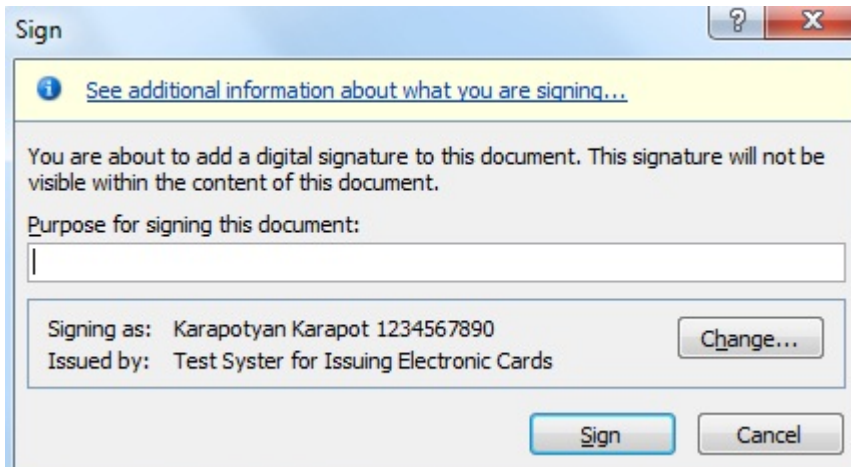 Sign
See additional information about what you are signing...
You are about to add a digital signature to this document. This signature will not be
visible within the content of this document.
Purpose for signing this document:
Signing as: Karapotyan Karapot 1234567890
Change...
Issued by: Test Syster for Issuing Electronic Cards
Sign Cancel